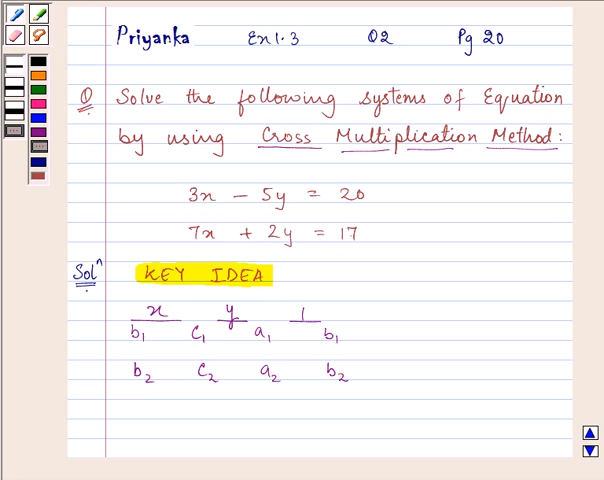 Priyanka Ex 1.3 Q2 Pg 20
Q Solve the following systems of Equation
by using Cross Multiplication Method:
3x - 5y = 20
7x + 2y = 17
Solⁿ KEY IDEA
x y 1
b₁ c₁ a₁ b₁
b₂ c₂ a₂ b₂